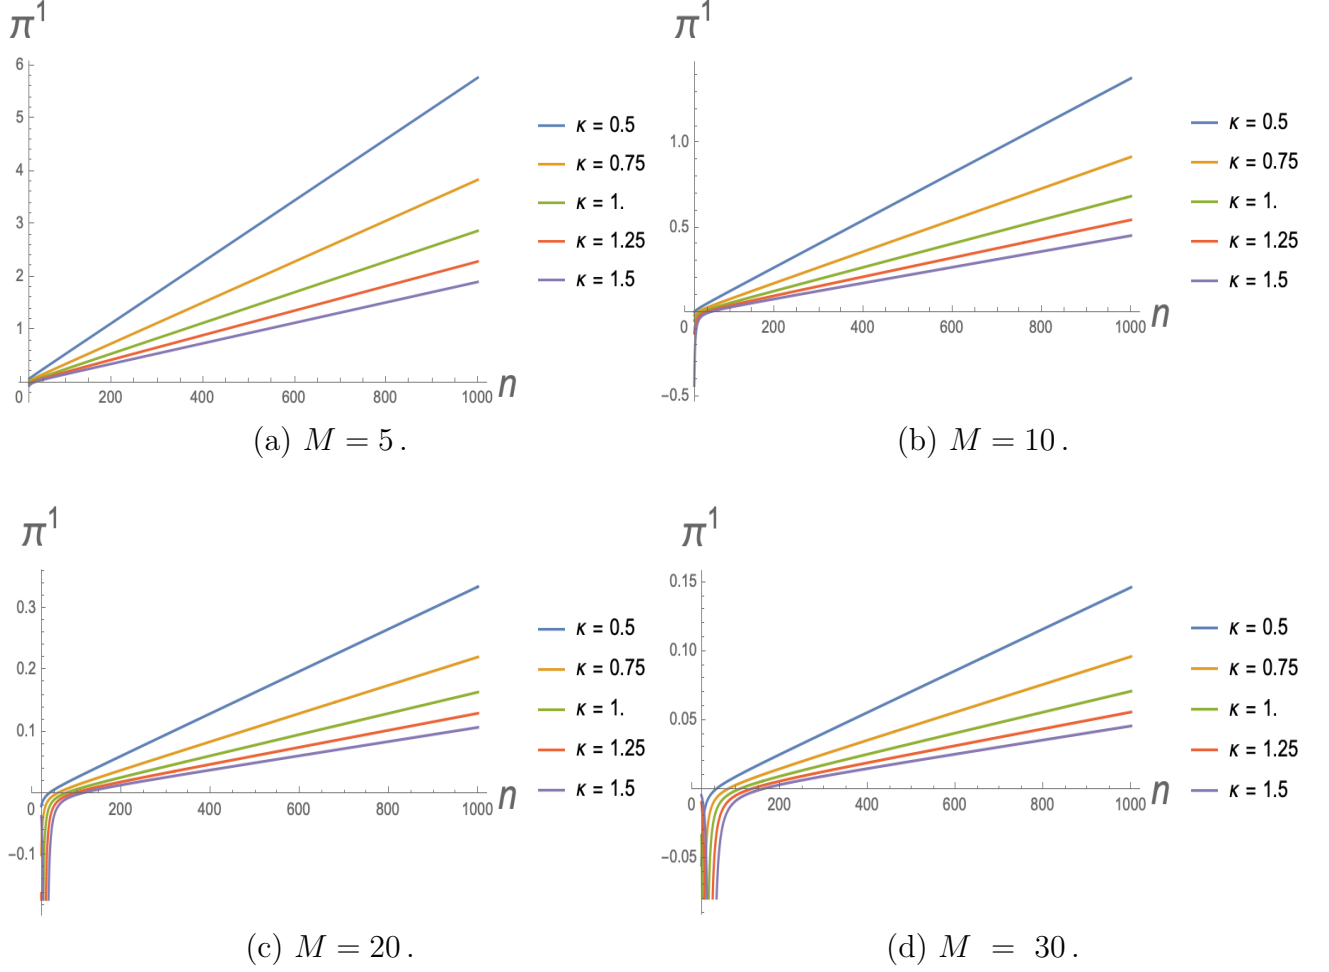 π¹
6
5
4
3
2
1
0 200 400 600 800 1000 n
κ = 0.5
κ = 0.75
κ = 1.
κ = 1.25
κ = 1.5
(a) M = 5 .
π¹
1.0
0.5
0 200 400 600 800 1000 n
−0.5
κ = 0.5
κ = 0.75
κ = 1.
κ = 1.25
κ = 1.5
(b) M = 10 .
π¹
0.3
0.2
0.1
0 200 400 600 800 1000 n
−0.1
κ = 0.5
κ = 0.75
κ = 1.
κ = 1.25
κ = 1.5
(c) M = 20 .
π¹
0.15
0.10
0.05
0 200 400 600 800 1000 n
−0.05
κ = 0.5
κ = 0.75
κ = 1.
κ = 1.25
κ = 1.5
(d) M = 30 .